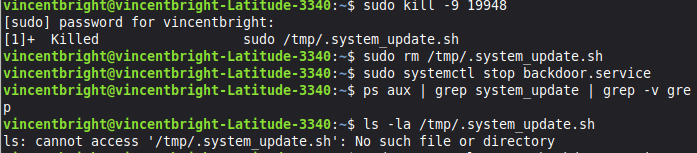 vincentbright@vincentbright-Latitude-3340:~$ sudo kill -9 19948
[sudo] password for vincentbright:
[1]+  Killed                  sudo /tmp/.system_update.sh
vincentbright@vincentbright-Latitude-3340:~$ sudo rm /tmp/.system_update.sh
vincentbright@vincentbright-Latitude-3340:~$ sudo systemctl stop backdoor.service
vincentbright@vincentbright-Latitude-3340:~$ ps aux | grep system_update | grep -v gre
p
vincentbright@vincentbright-Latitude-3340:~$ ls -la /tmp/.system_update.sh
ls: cannot access '/tmp/.system_update.sh': No such file or directory